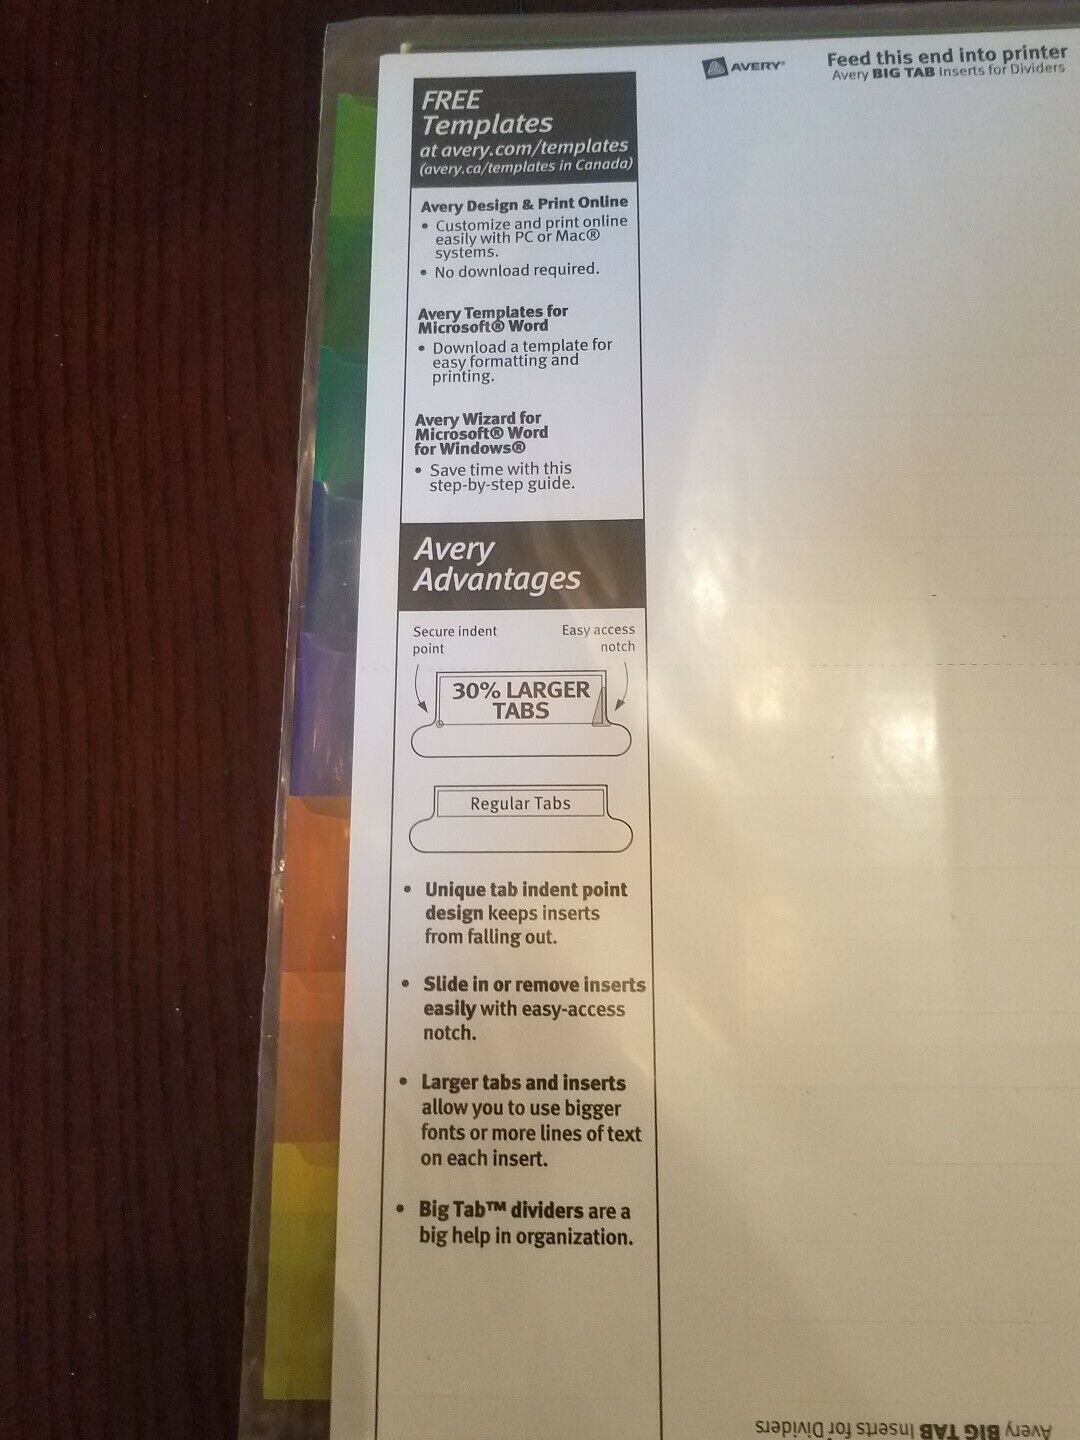 AVERY®
Feed this end into printer
Avery BIG TAB Inserts for Dividers
FREE
Templates
at avery.com/templates
(avery.ca/templates in Canada)
Avery Design & Print Online
• Customize and print online
easily with PC or Mac®
systems.
• No download required.
Avery Templates for
Microsoft® Word
• Download a template for
easy formatting and
printing.
Avery Wizard for
Microsoft® Word
for Windows®
• Save time with this
step-by-step guide.
Avery
Advantages
Secure indent
point
Easy access
notch
30% LARGER
TABS
Regular Tabs
• Unique tab indent point
design keeps inserts
from falling out.
• Slide in or remove inserts
easily with easy-access
notch.
• Larger tabs and inserts
allow you to use bigger
fonts or more lines of text
on each insert.
• Big Tab™ dividers are a
big help in organization.
Avery BIG TAB Inserts for Dividers